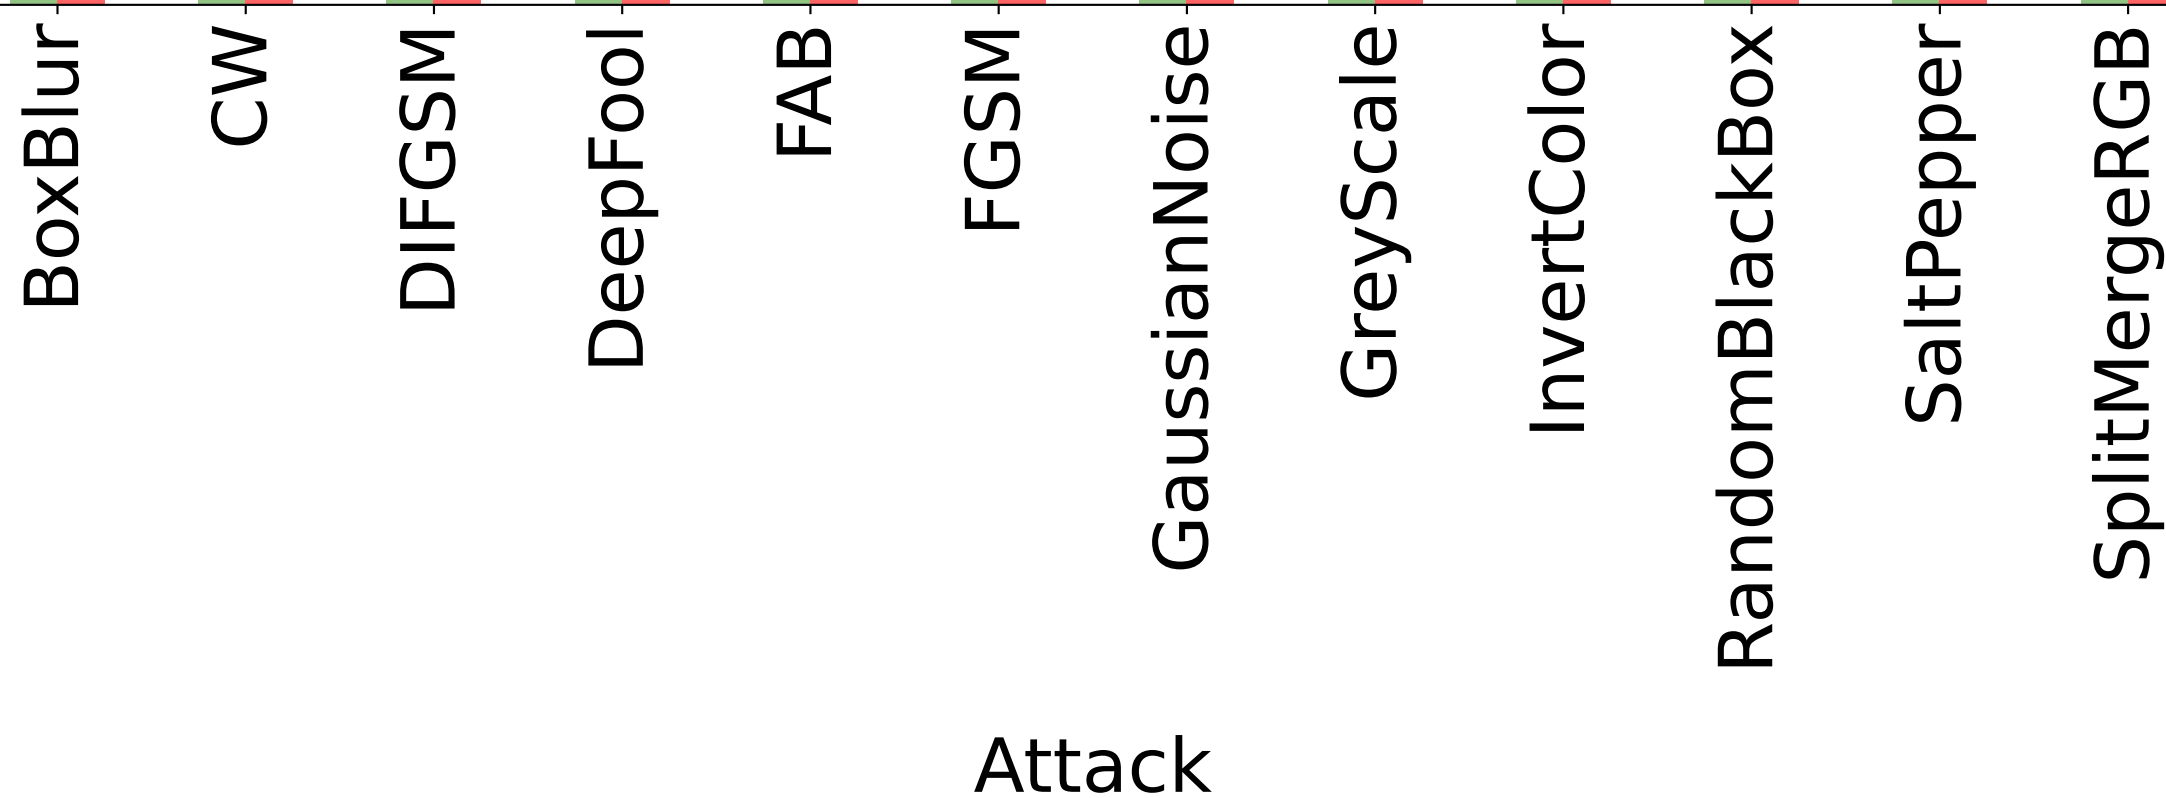 BoxBlur
CW
DIFGSM
DeepFool
FAB
FGSM
GaussianNoise
GreyScale
InvertColor
RandomBlackBox
SaltPepper
SplitMergeRGB
Attack